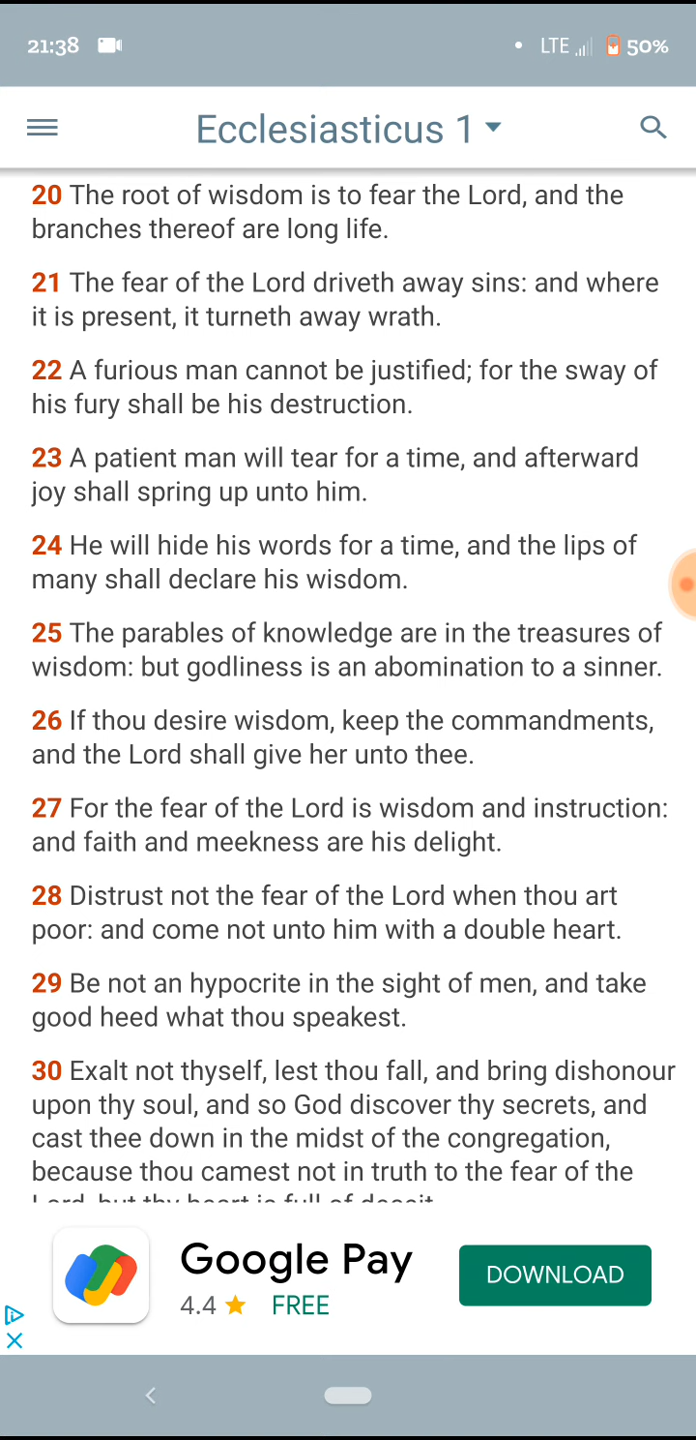 21:38 LTE 50%
Ecclesiasticus 1
20 The root of wisdom is to fear the Lord, and the
branches thereof are long life.
21 The fear of the Lord driveth away sins: and where
it is present, it turneth away wrath.
22 A furious man cannot be justified; for the sway of
his fury shall be his destruction.
23 A patient man will tear for a time, and afterward
joy shall spring up unto him.
24 He will hide his words for a time, and the lips of
many shall declare his wisdom.
25 The parables of knowledge are in the treasures of
wisdom: but godliness is an abomination to a sinner.
26 If thou desire wisdom, keep the commandments,
and the Lord shall give her unto thee.
27 For the fear of the Lord is wisdom and instruction:
and faith and meekness are his delight.
28 Distrust not the fear of the Lord when thou art
poor: and come not unto him with a double heart.
29 Be not an hypocrite in the sight of men, and take
good heed what thou speakest.
30 Exalt not thyself, lest thou fall, and bring dishonour
upon thy soul, and so God discover thy secrets, and
cast thee down in the midst of the congregation,
because thou camest not in truth to the fear of the
Lord, but thy heart is full of deceit
Google Pay
4.4 FREE
DOWNLOAD